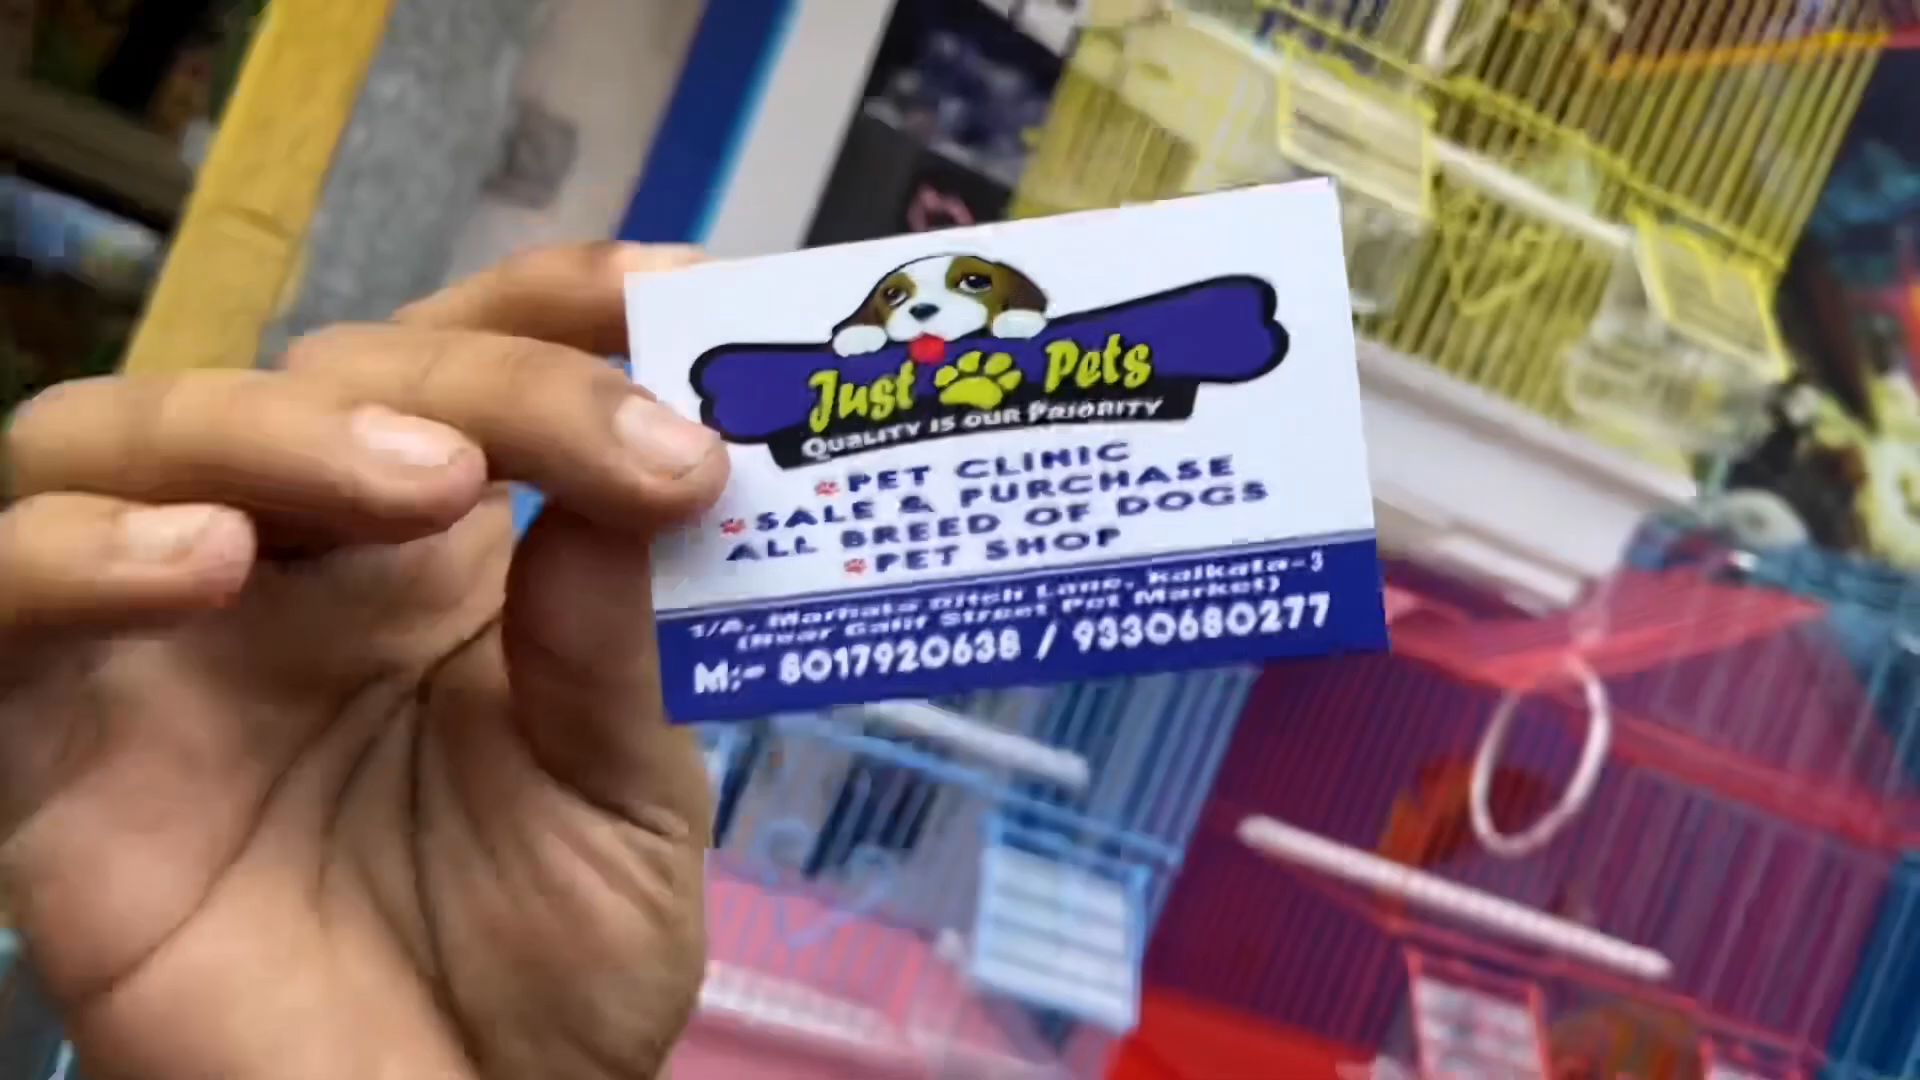 Just Pets
QUALITY IS OUR PRIORITY
PET CLINIC
SALE & PURCHASE
ALL BREED OF DOGS
PET SHOP
1/A, Marhata Ditch Lane, Kolkata-3
(Near Galif Street Pet Market)
M:- 8017920638 / 9330680277